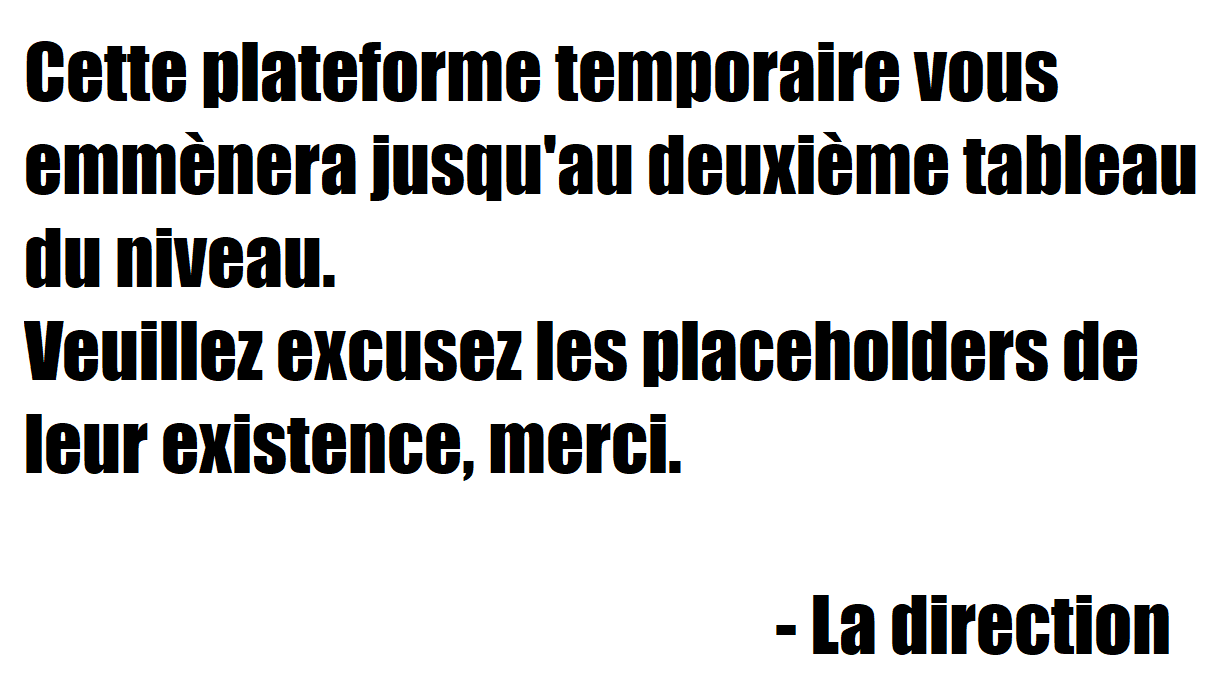 Cette plateforme temporaire vous
emmènera jusqu'au deuxième tableau
du niveau.
Veuillez excusez les placeholders de
leur existence, merci.
- La direction